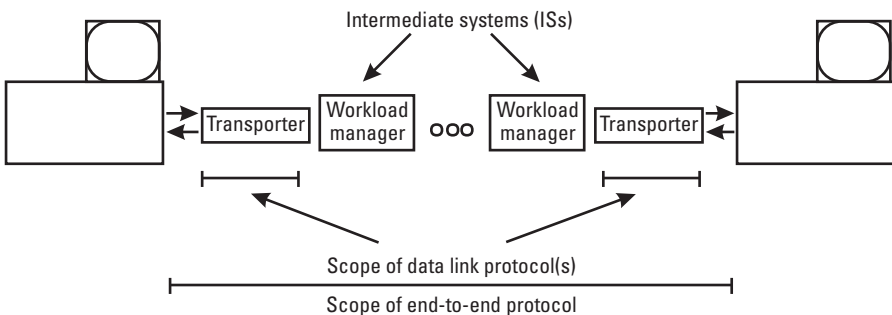 Intermediate systems (ISs)
Transporter
Workload
manager
ooo
Workload
manager
Transporter
Scope of data link protocol(s)
Scope of end-to-end protocol